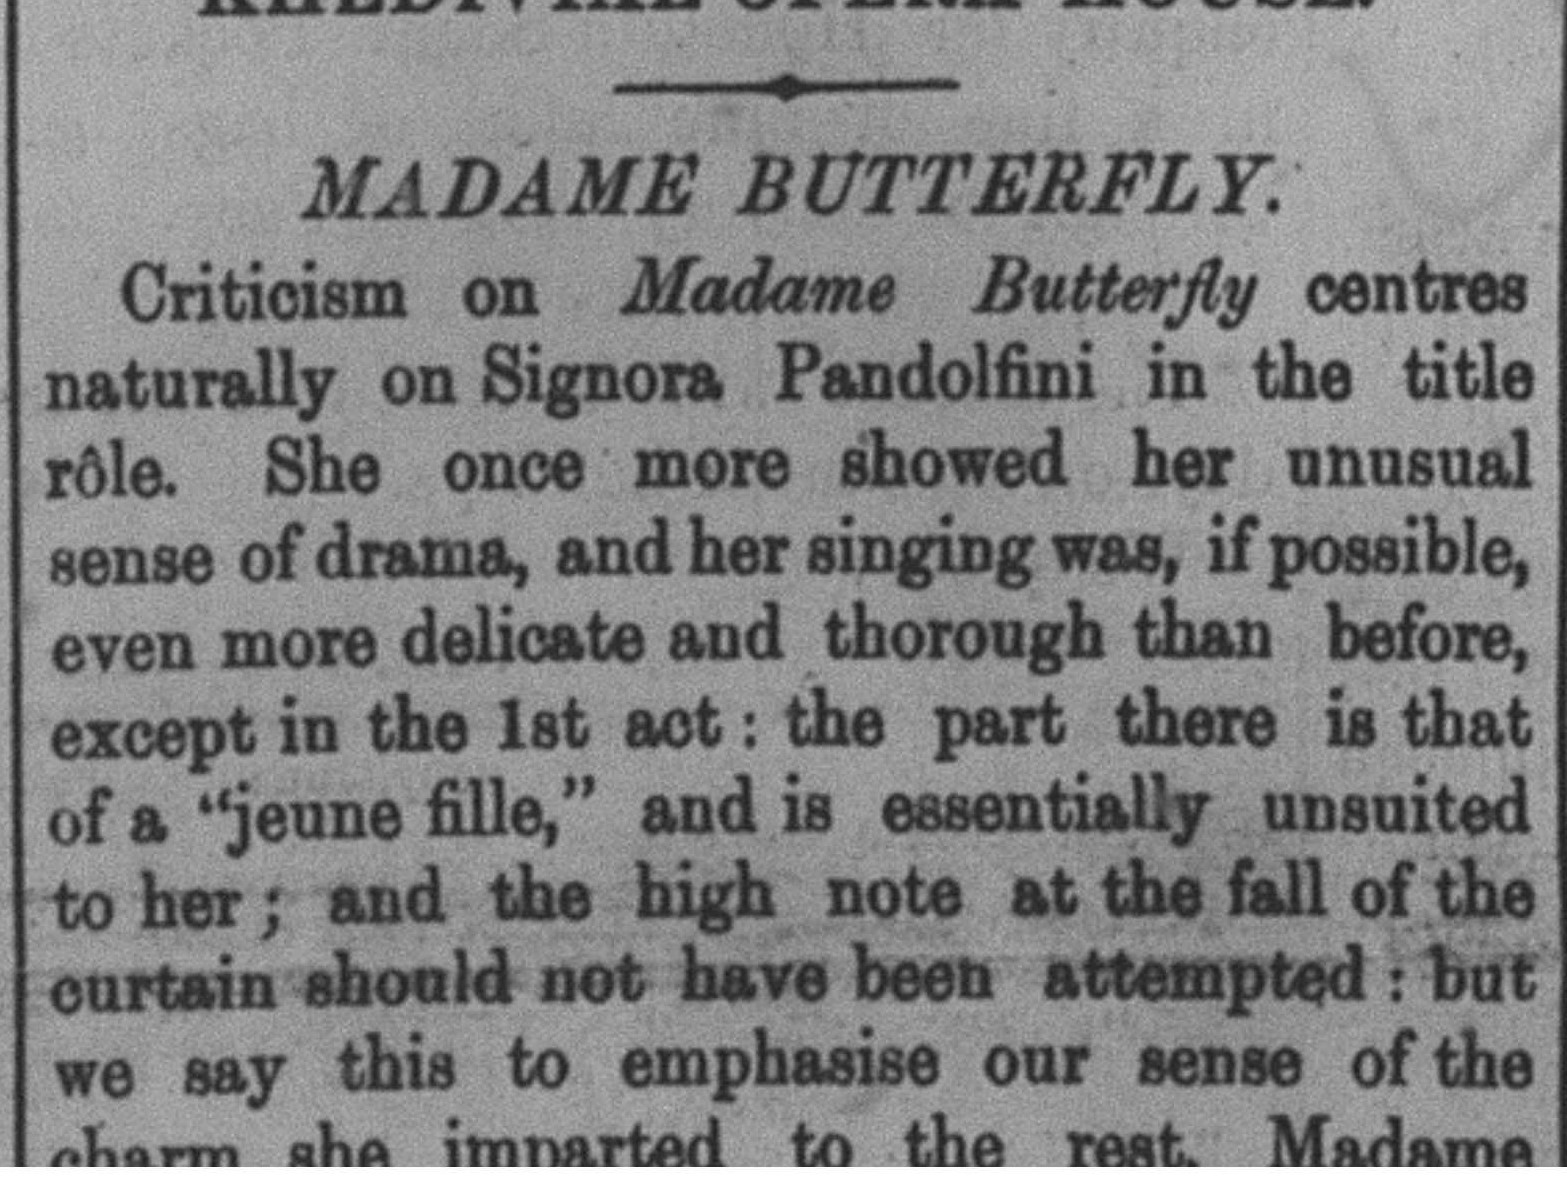 KHEDIVIAL OPERA HOUSE.
MADAME BUTTERFLY.
Criticism on Madame Butterfly centres
naturally on Signora Pandolfini in the title
rôle. She once more showed her unusual
sense of drama, and her singing was, if possible,
even more delicate and thorough than before,
except in the 1st act : the part there is that
of a "jeune fille," and is essentially unsuited
to her ; and the high note at the fall of the
curtain should not have been attempted : but
we say this to emphasise our sense of the
charm she imparted to the rest. Madame